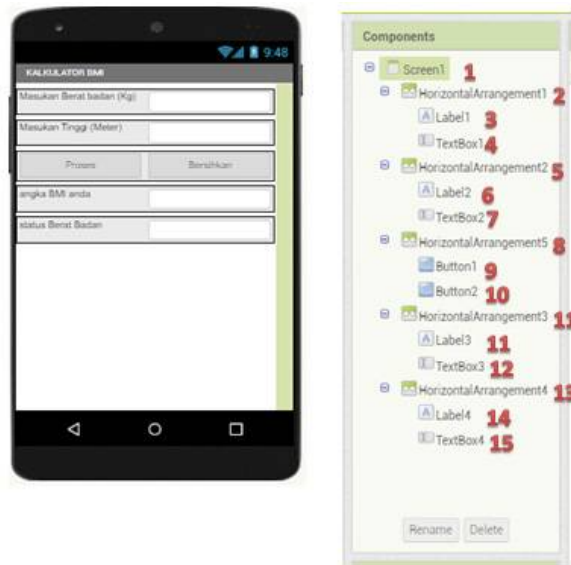 9:48
KALKULATOR BMI
Masukan Berat badan (Kg)
Masukan Tinggi (Meter)
Proses Bersihkan
angka BMI anda
status Berat Badan
Components
Screen1 1
HorizontalArrangement1 2
A Label1 3
TextBox1 4
HorizontalArrangement2 5
A Label2 6
TextBox2 7
HorizontalArrangement5 8
Button1 9
Button2 10
HorizontalArrangement3 11
A Label3 11
TextBox3 12
HorizontalArrangement4 13
A Label4 14
TextBox4 15
Rename Delete